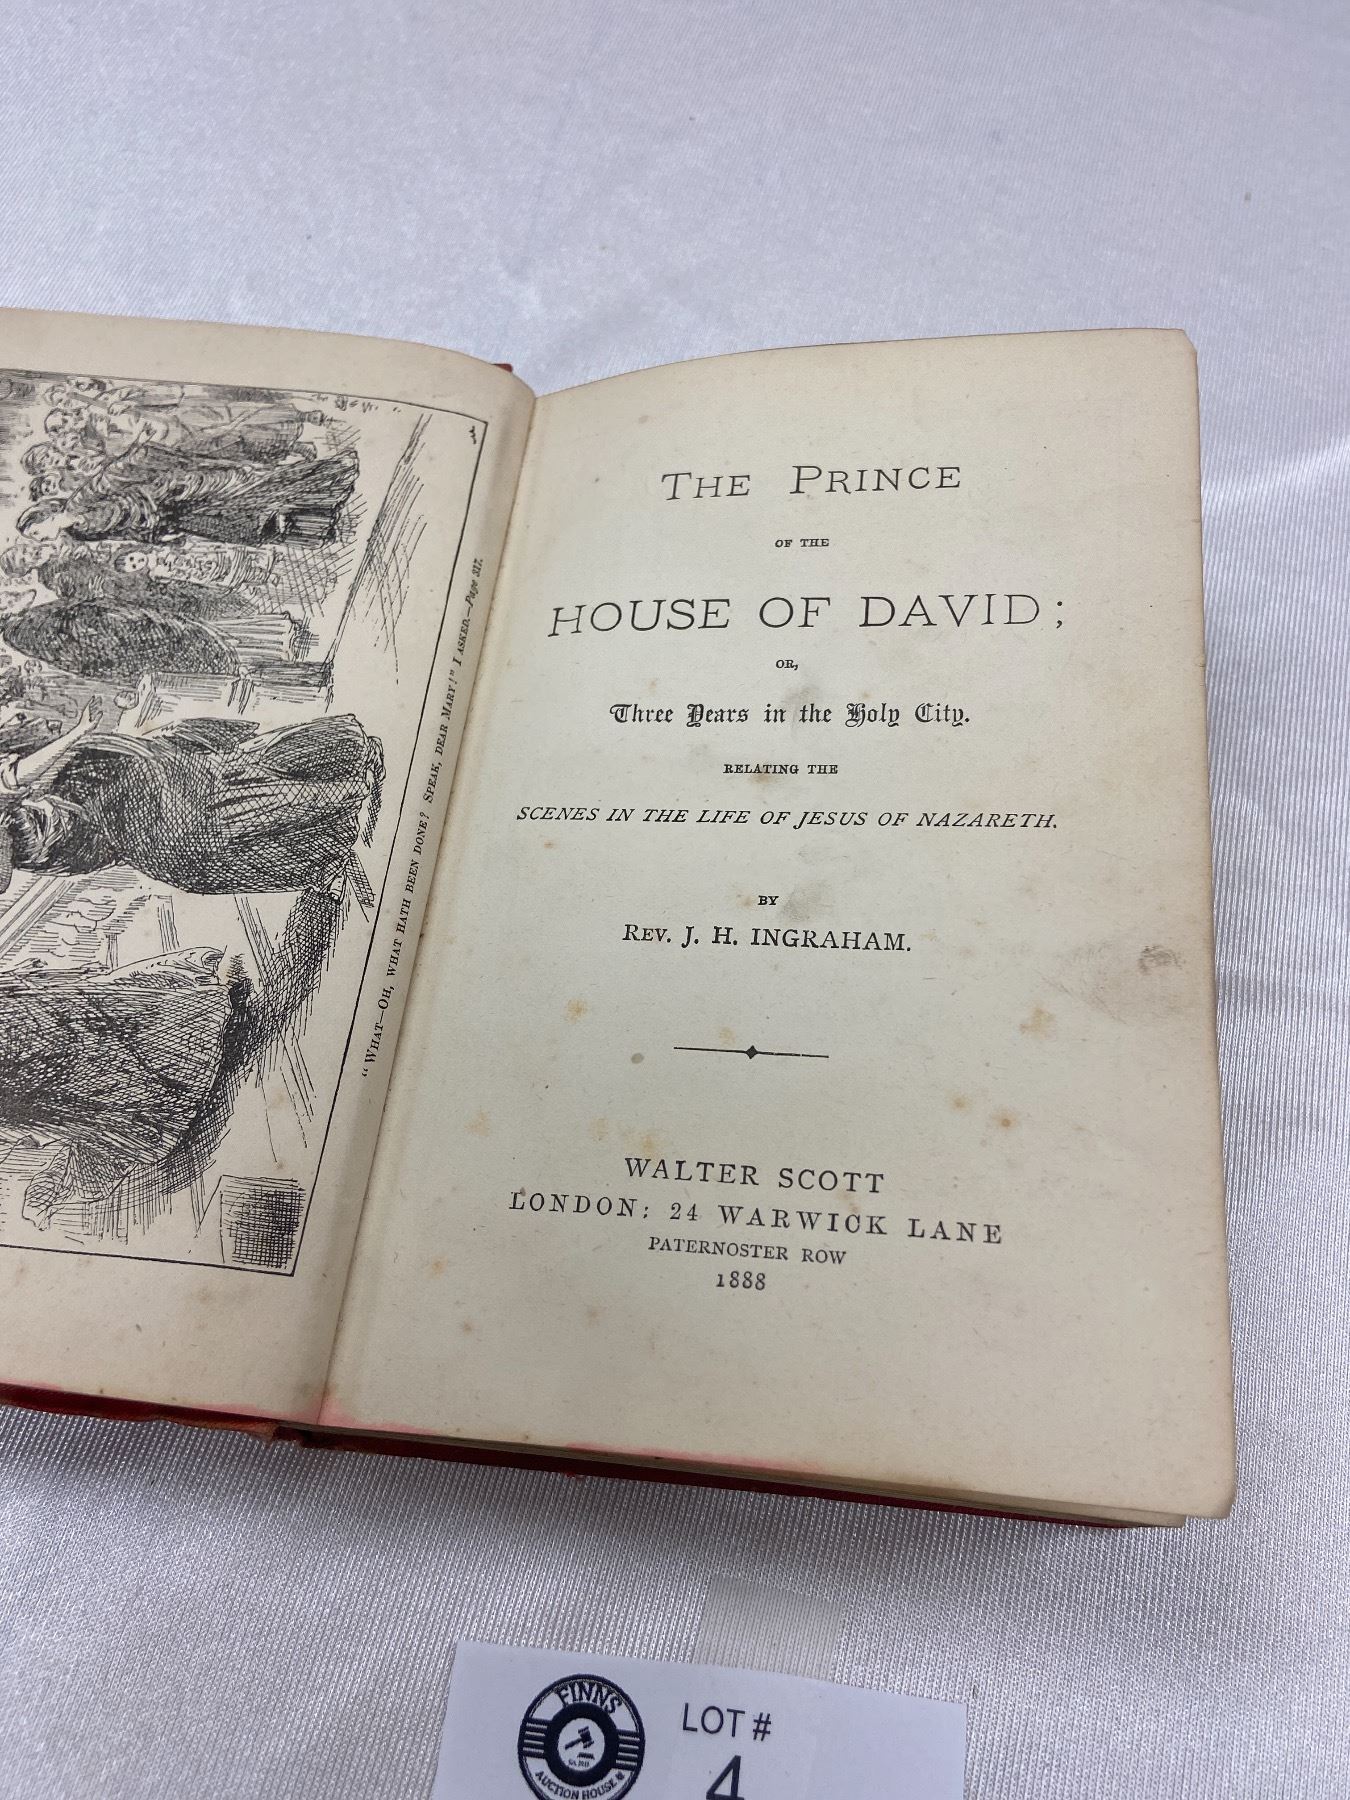 "WHAT—OH, WHAT HATH BEEN DONE? SPEAK, DEAR MARY!" I ASKED.—Page 317.
THE PRINCE
OF THE
HOUSE OF DAVID;
OR,
Three Years in the Holy City.
RELATING THE
SCENES IN THE LIFE OF JESUS OF NAZARETH.
BY
REV. J. H. INGRAHAM.
WALTER SCOTT
LONDON: 24 WARWICK LANE
PATERNOSTER ROW
1888
FINNS
AUCTION HOUSE
LOT #
4